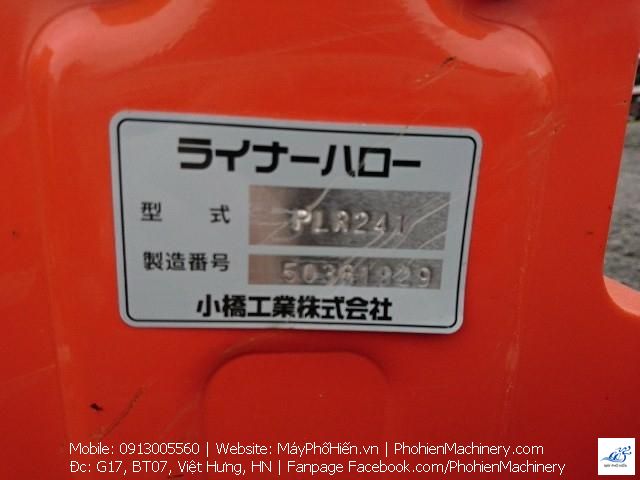 ライナーハロー
型 式 PLR241
製造番号
小橋工業株式会社
Mobile: 0913005560 | Website: MáyPhốHiến.vn | PhohienMachinery.com
Đc: G17, BT07, Việt Hưng, HN | Fanpage Facebook.com/PhohienMachinery